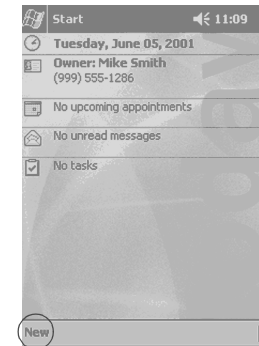 Start 11:09
Tuesday, June 05, 2001
Owner: Mike Smith
(999) 555-1286
No upcoming appointments
No unread messages
No tasks
New